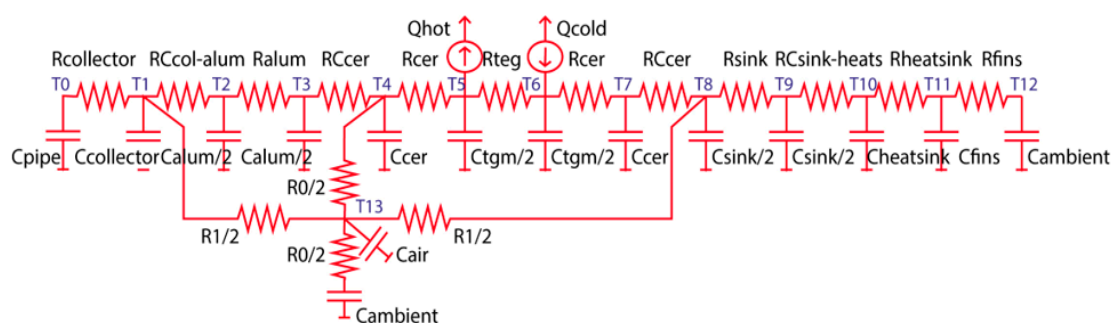 Qhot Qcold
Rcollector RCcol-alum Ralum RCcer Rcer Rteg Rcer RCcer Rsink RCsink-heats Rheatsink Rfins
T0 T1 T2 T3 T4 T5 T6 T7 T8 T9 T10 T11 T12
Cpipe Ccollector Calum/2 Calum/2 Ccer Ctgm/2 Ctgm/2 Ccer Csink/2 Csink/2 Cheatsink Cfins Cambient
R0/2
T13
R1/2 R1/2
R0/2 Cair
Cambient